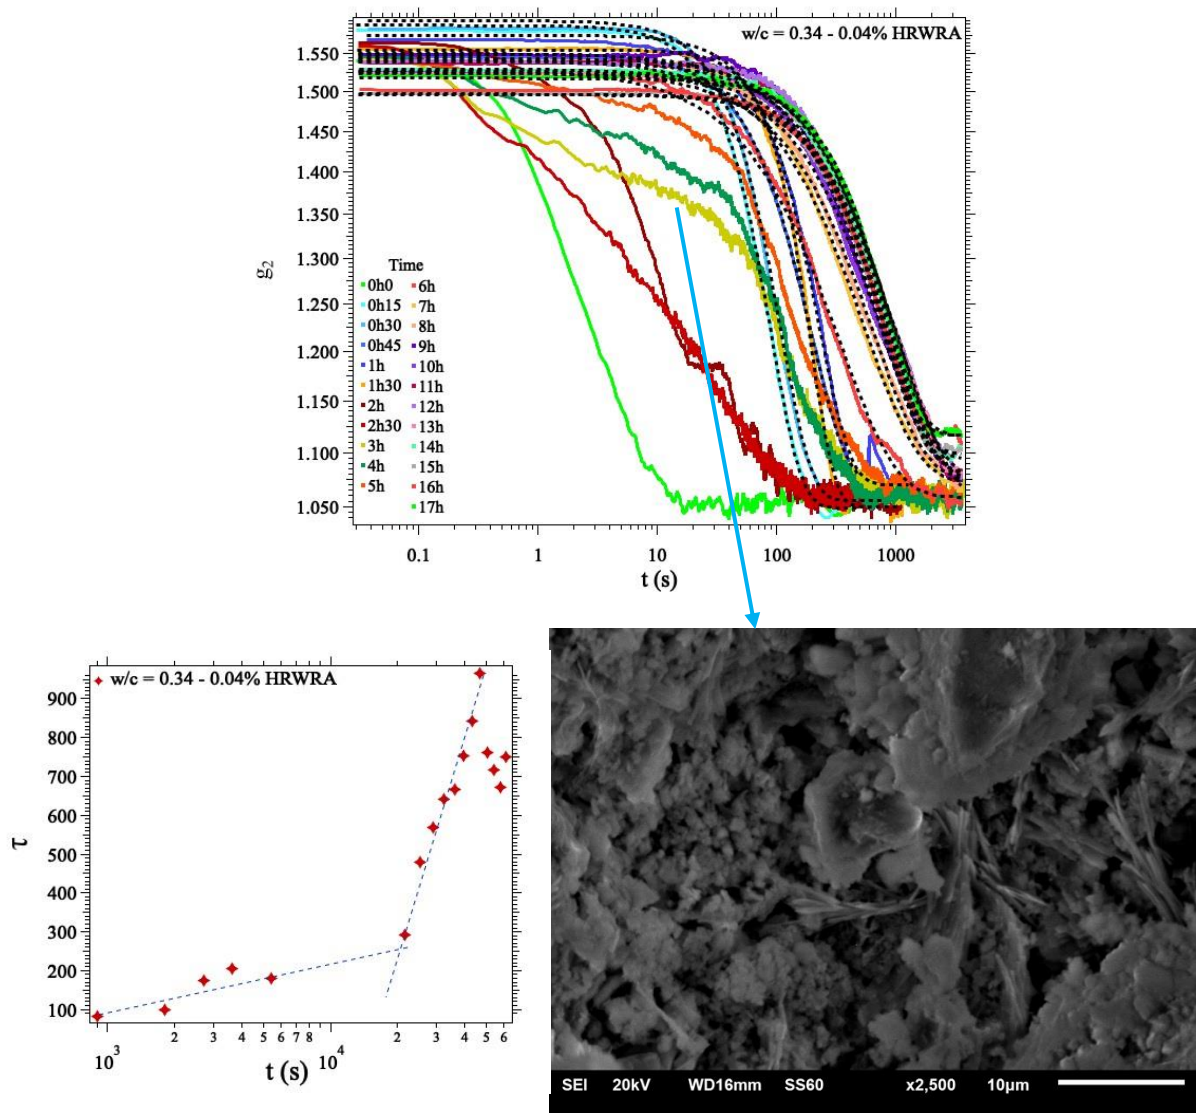 w/c = 0.34 - 0.04% HRWRA
1.550
1.500
1.450
1.400
1.350
1.300
1.250
1.200
1.150
1.100
1.050
g2
Time
0h0 6h
0h15 7h
0h30 8h
0h45 9h
1h 10h
1h30 11h
2h 12h
2h30 13h
3h 14h
4h 15h
5h 16h
17h
0.1 1 10 100 1000
t (s)
w/c = 0.34 - 0.04% HRWRA
900
800
700
600
500
400
300
200
100
τ
10³ 2 3 4 5 6 7 8 10⁴ 2 3 4 5 6
t (s)
SEI 20kV WD16mm SS60 x2,500 10μm